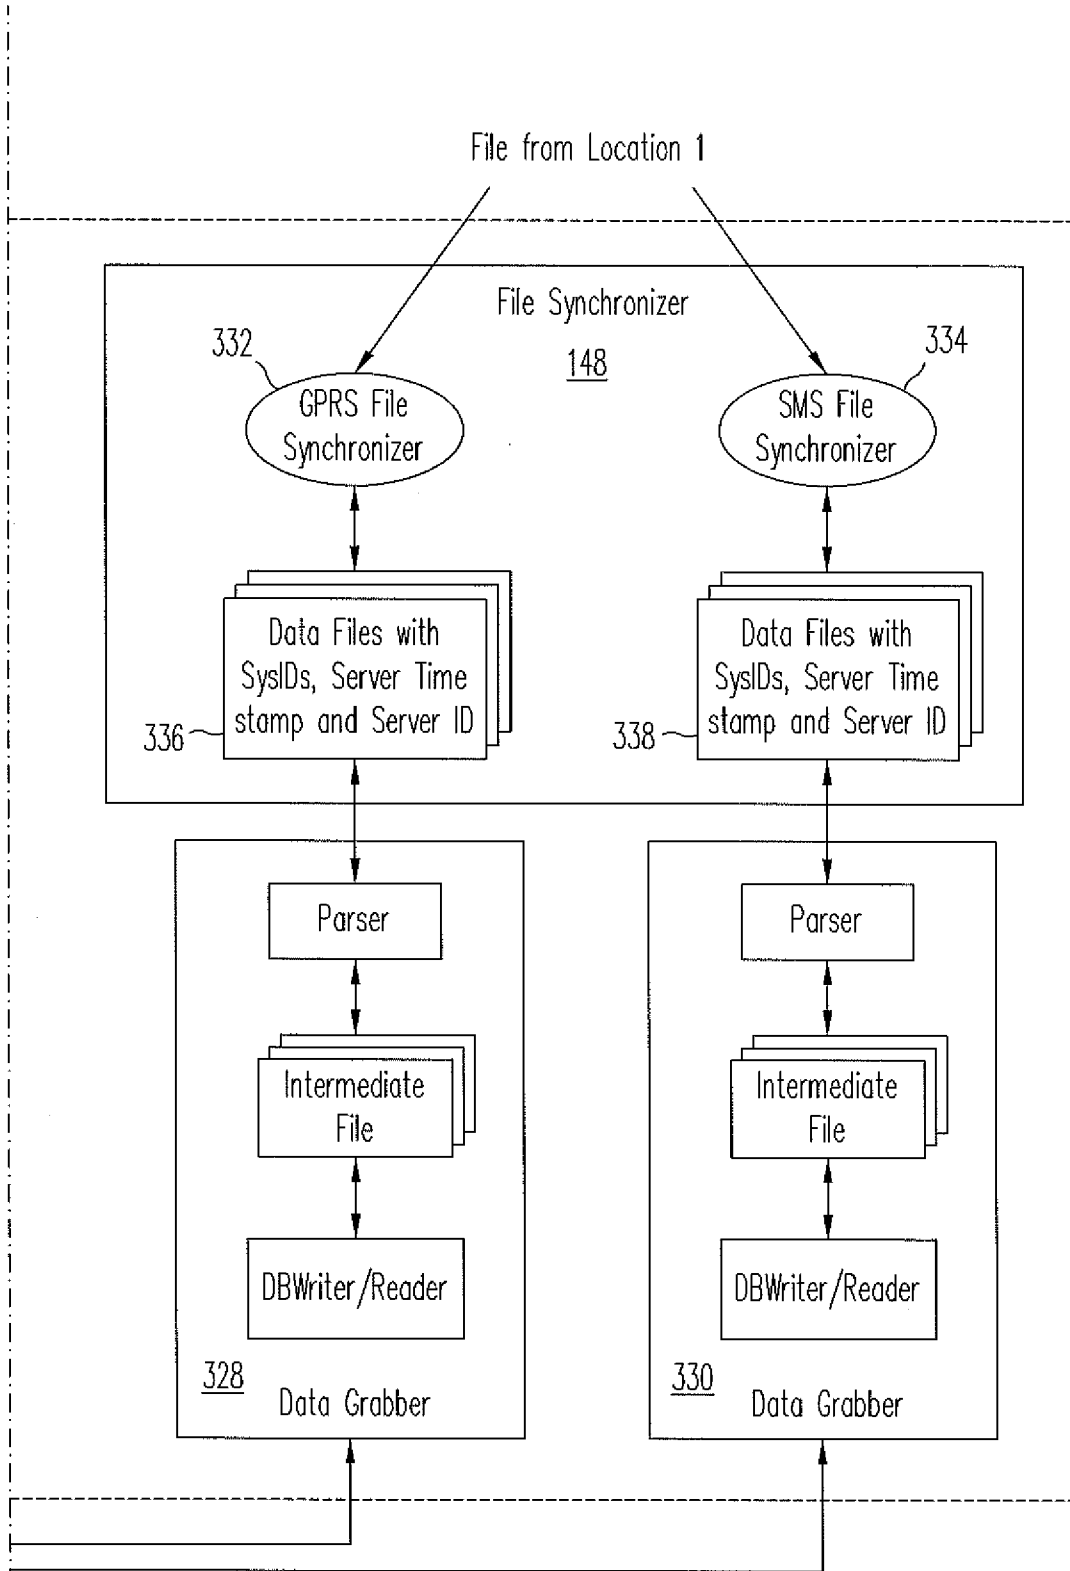 File from Location 1
File Synchronizer
148
332
334
GPRS File
Synchronizer
SMS File
Synchronizer
Data Files with
SysIDs, Server Time
stamp and Server ID
336
Data Files with
SysIDs, Server Time
stamp and Server ID
338
Parser
Parser
Intermediate
File
Intermediate
File
DBWriter/Reader
DBWriter/Reader
328
Data Grabber
330
Data Grabber